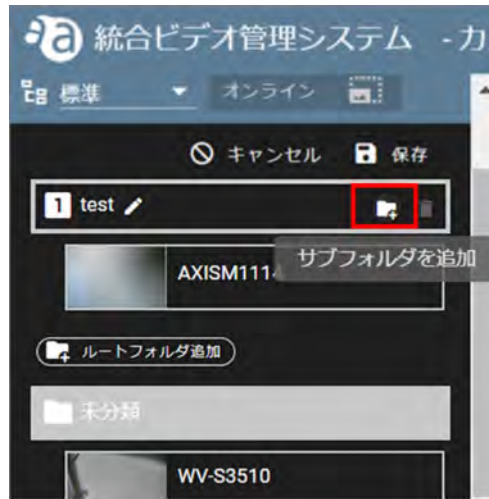 a 統合ビデオ管理システム - カ
標準 オンライン
キャンセル 保存
1 test
サブフォルダを追加
AXISM1114
ルートフォルダ追加
未分類
WV-S3510